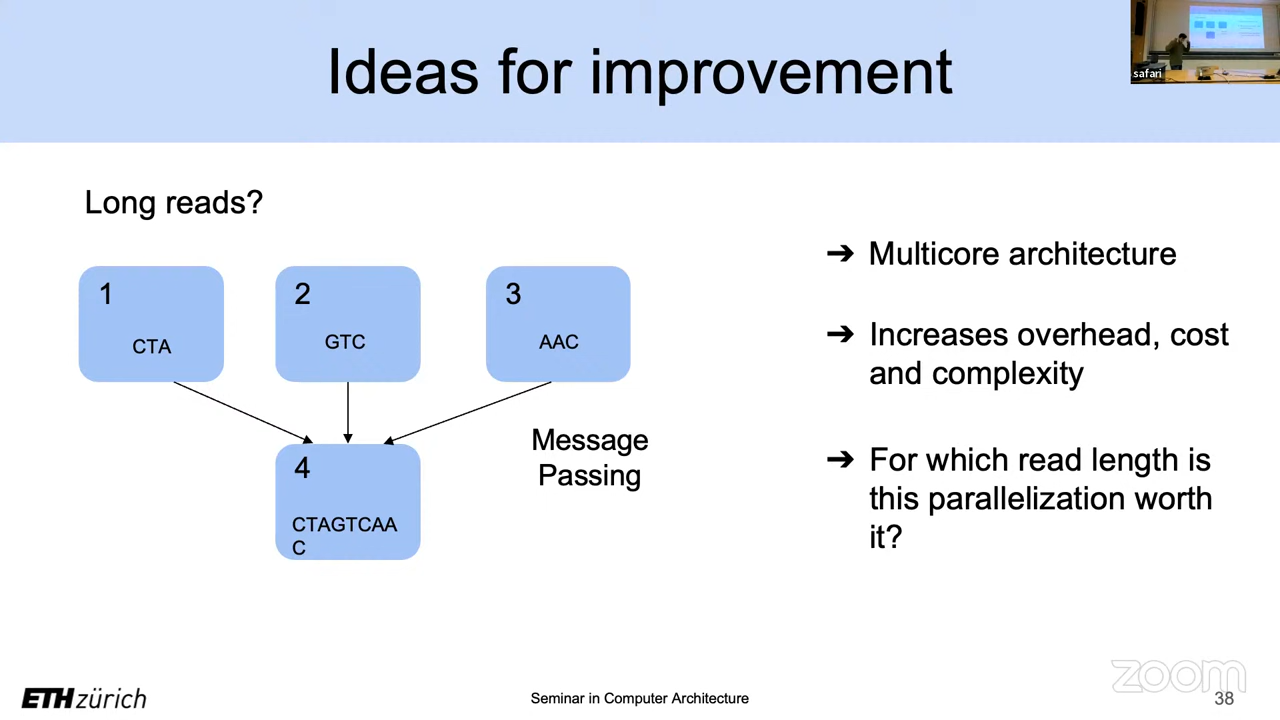 Ideas for improvement
safari
Long reads?
1
CTA
2
GTC
3
AAC
4
CTAGTCAA
C
Message
Passing
➔ Multicore architecture
➔ Increases overhead, cost
and complexity
➔ For which read length is
this parallelization worth
it?
ETH zürich
Seminar in Computer Architecture
zoom
38